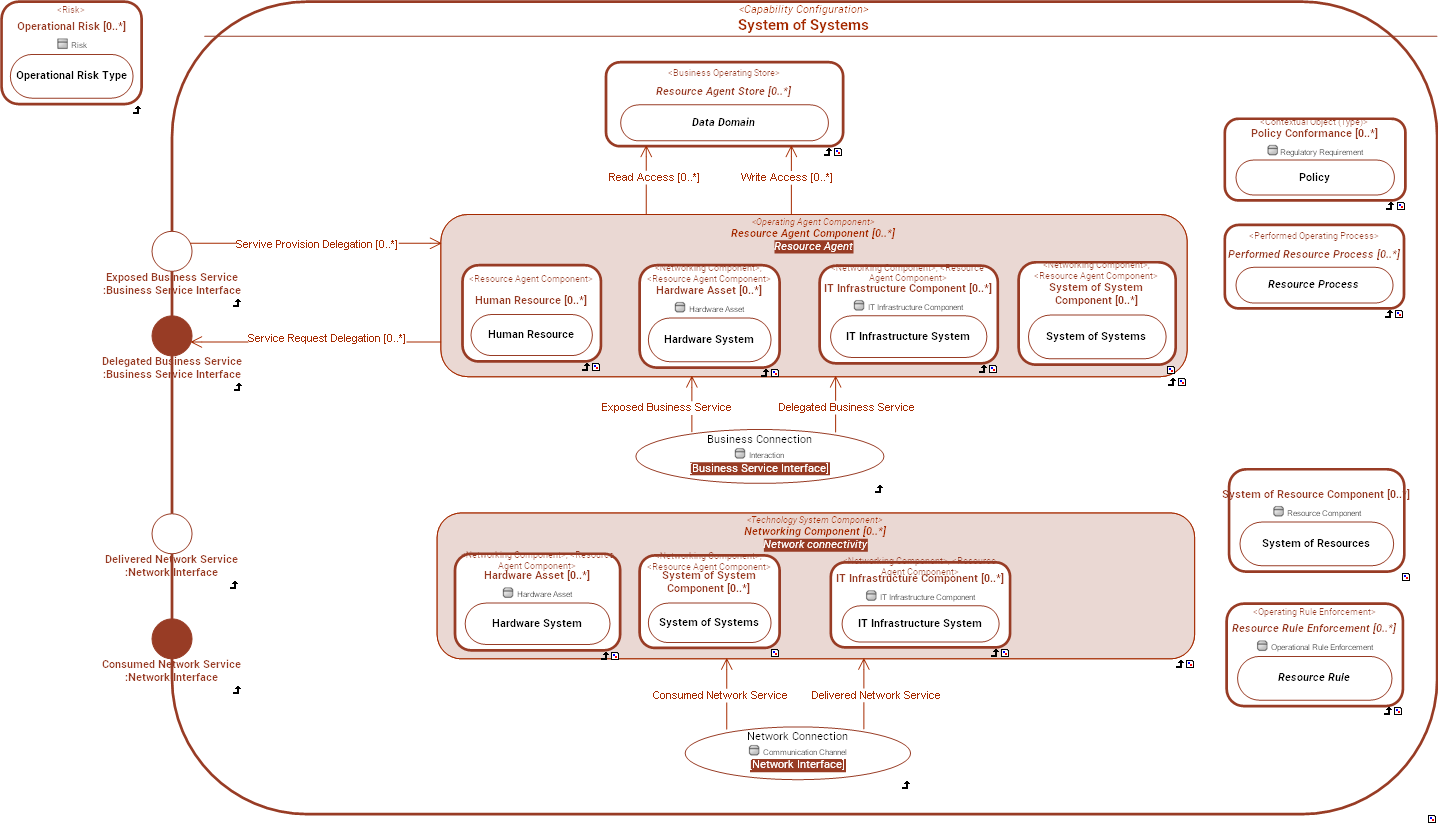 <Risk>
Operational Risk [0..*]
Risk
Operational Risk Type
<Capability Configuration>
System of Systems
<Business Operating Store>
Resource Agent Store [0..*]
Data Domain
Read Access [0..*]
Write Access [0..*]
<Contextual Object (Type)>
Policy Conformance [0..*]
Regulatory Requirement
Policy
<Performed Operating Process>
Performed Resource Process [0..*]
Resource Process
Servive Provision Delegation [0..*]
Exposed Business Service
:Business Service Interface
Service Request Delegation [0..*]
Delegated Business Service
:Business Service Interface
<Operating Agent Component>
Resource Agent Component [0..*]
Resource Agent
<Resource Agent Component>
Human Resource [0..*]
Human Resource
<Networking Component>,
<Resource Agent Component>
Hardware Asset [0..*]
Hardware Asset
Hardware System
<Networking Component>, <Resource
Agent Component>
IT Infrastructure Component [0..*]
IT Infrastructure Component
IT Infrastructure System
<Networking Component>,
<Resource Agent Component>
System of System
Component [0..*]
System of Systems
Exposed Business Service
Delegated Business Service
Business Connection
Interaction
[Business Service Interface]
System of Resource Component [0..*]
Resource Component
System of Resources
Delivered Network Service
:Network Interface
Consumed Network Service
:Network Interface
<Technology System Component>
Networking Component [0..*]
Network connectivity
<Networking Component>, <Resource
Agent Component>
Hardware Asset [0..*]
Hardware Asset
Hardware System
<Networking Component>,
<Resource Agent Component>
System of System
Component [0..*]
System of Systems
<Networking Component>, <Resource
Agent Component>
IT Infrastructure Component [0..*]
IT Infrastructure Component
IT Infrastructure System
<Operating Rule Enforcement>
Resource Rule Enforcement [0..*]
Operational Rule Enforcement
Resource Rule
Consumed Network Service
Delivered Network Service
Network Connection
Communication Channel
[Network Interface]